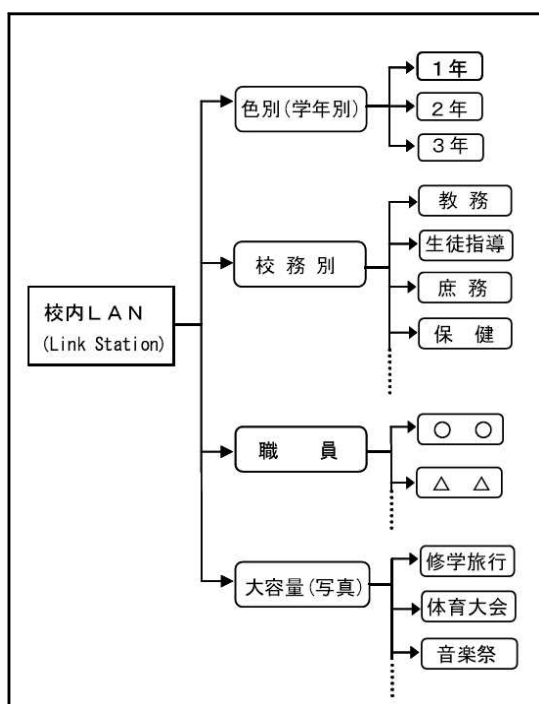 色別(学年別)
1年
2年
3年
校務別
教務
生徒指導
庶務
保健
校内LAN
(Link Station)
職員
○ ○
△ △
大容量(写真)
修学旅行
体育大会
音楽祭